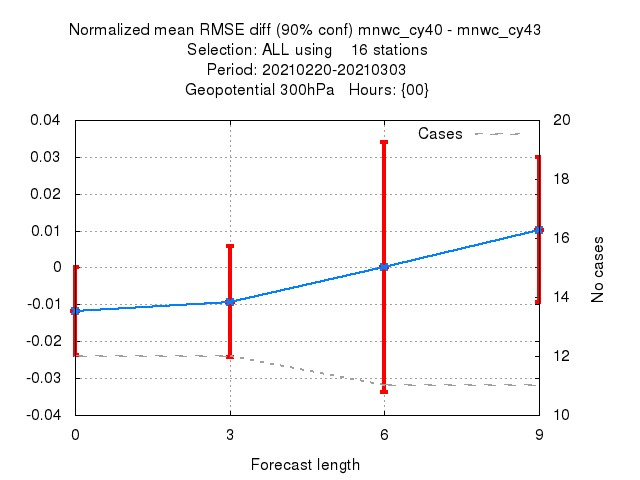 Normalized mean RMSE diff (90% conf) mnwc_cy40 - mnwc_cy43
Selection: ALL using    16 stations
Period: 20210220-20210303
Geopotential 300hPa   Hours: {00}
Cases
0.04
0.03
0.02
0.01
0
-0.01
-0.02
-0.03
-0.04
20
18
16
14
12
10
No cases
0 3 6 9
Forecast length